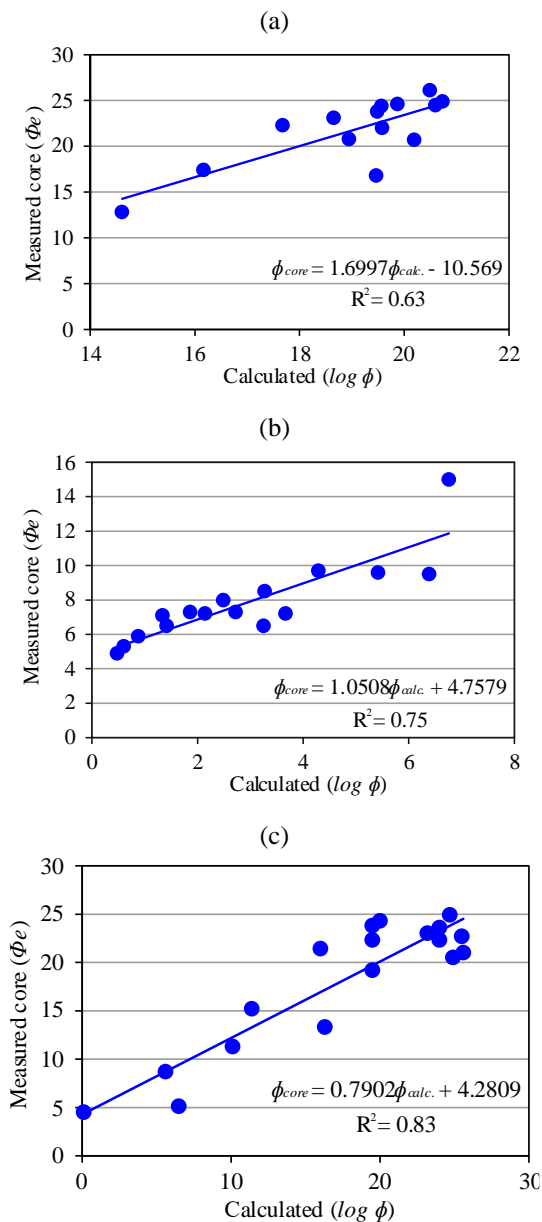 (a)
30
25
20
15
10
5
0
Measured core (Φe)
ϕcore = 1.6997ϕcalc. - 10.569
R² = 0.63
14 16 18 20 22
Calculated (log ϕ)
(b)
16
14
12
10
8
6
4
2
0
Measured core (Φe)
ϕcore = 1.0508ϕcalc. + 4.7579
R² = 0.75
0 2 4 6 8
Calculated (log ϕ)
(c)
30
25
20
15
10
5
0
Measured core (Φe)
ϕcore = 0.7902ϕcalc. + 4.2809
R² = 0.83
0 10 20 30
Calculated (log ϕ)